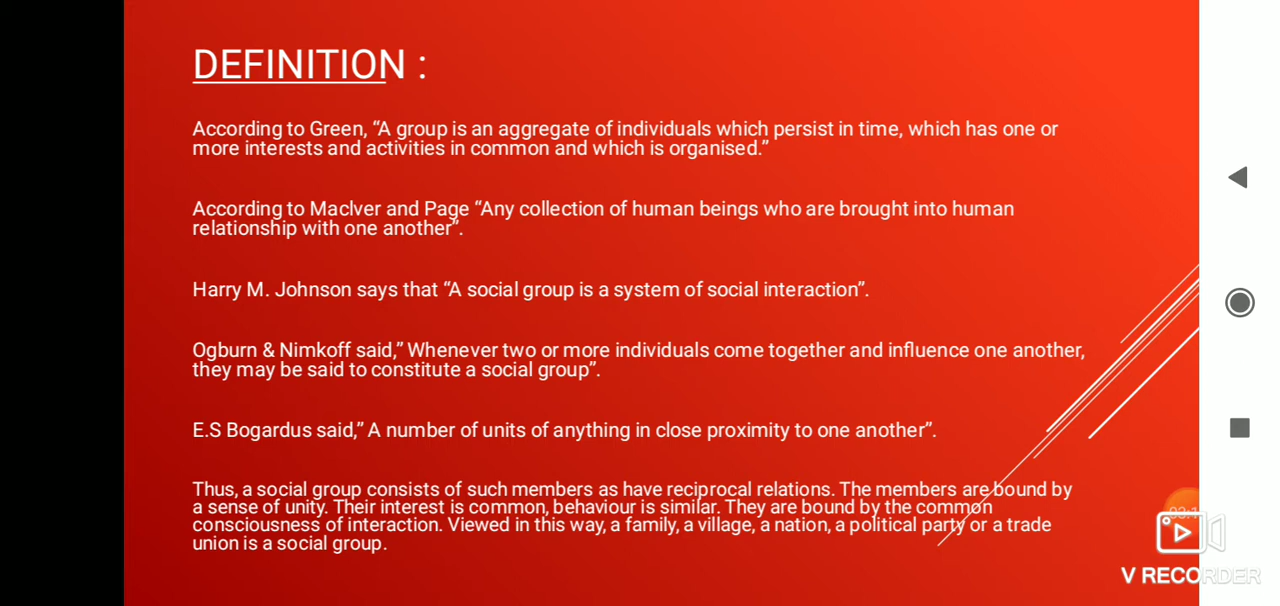 DEFINITION :
According to Green, “A group is an aggregate of individuals which persist in time, which has one or
more interests and activities in common and which is organised.”
According to MacIver and Page “Any collection of human beings who are brought into human
relationship with one another”.
Harry M. Johnson says that “A social group is a system of social interaction”.
Ogburn & Nimkoff said,” Whenever two or more individuals come together and influence one another,
they may be said to constitute a social group”.
E.S Bogardus said,” A number of units of anything in close proximity to one another”.
Thus, a social group consists of such members as have reciprocal relations. The members are bound by
a sense of unity. Their interest is common, behaviour is similar. They are bound by the common
consciousness of interaction. Viewed in this way, a family, a village, a nation, a political party or a trade
union is a social group.
V RECORDER